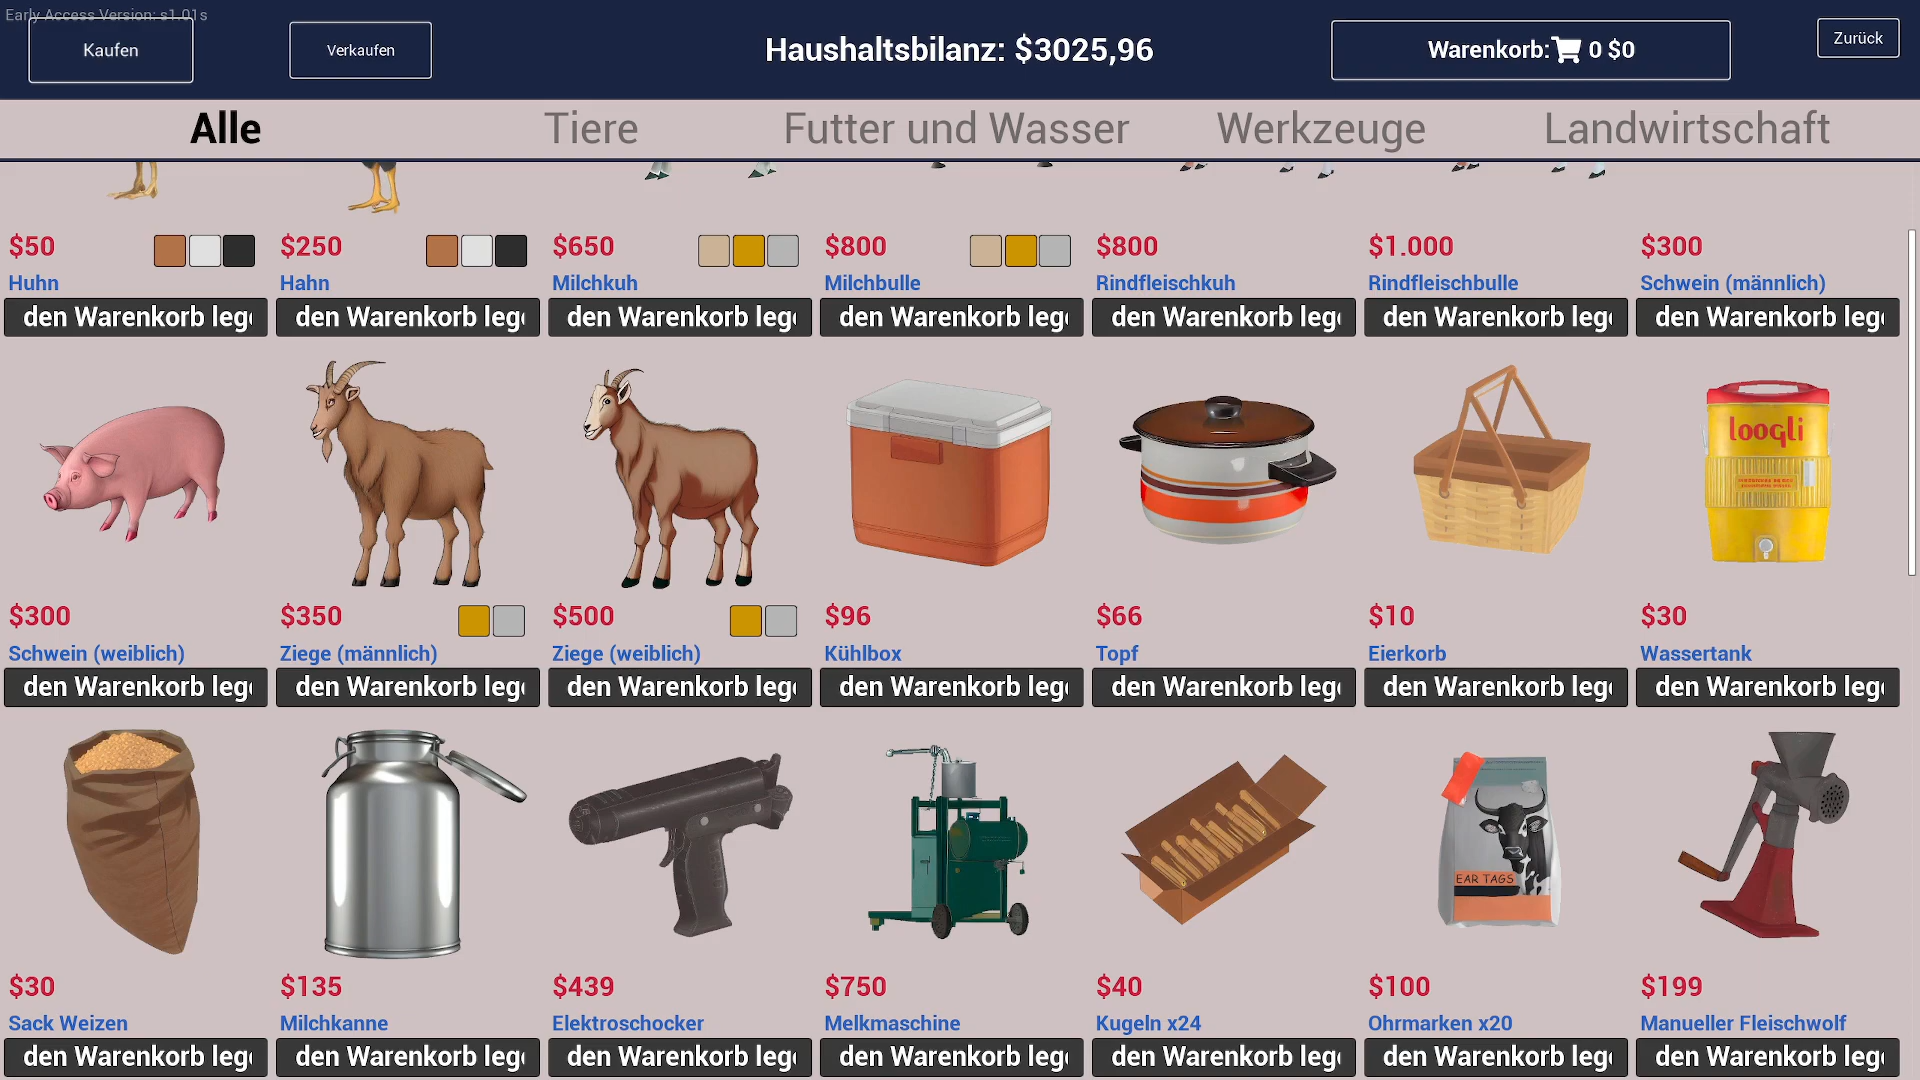 Early Access Version: s1.01s
Kaufen
Verkaufen
Haushaltsbilanz: $3025,96
Warenkorb: 0 $0
Zurück
Alle
Tiere
Futter und Wasser
Werkzeuge
Landwirtschaft
$50
$250
$650
$800
$800
$1.000
$300
Huhn
Hahn
Milchkuh
Milchbulle
Rindfleischkuh
Rindfleischbulle
Schwein (männlich)
den Warenkorb leg
den Warenkorb leg
den Warenkorb leg
den Warenkorb leg
den Warenkorb leg
den Warenkorb leg
den Warenkorb leg
looqli
$300
$350
$500
$96
$66
$10
$30
Schwein (weiblich)
Ziege (männlich)
Ziege (weiblich)
Kühlbox
Topf
Eierkorb
Wassertank
den Warenkorb leg
den Warenkorb leg
den Warenkorb leg
den Warenkorb leg
den Warenkorb leg
den Warenkorb leg
den Warenkorb leg
EAR TAGS
$30
$135
$439
$750
$40
$100
$199
Sack Weizen
Milchkanne
Elektroschocker
Melkmaschine
Kugeln x24
Ohrmarken x20
Manueller Fleischwolf
den Warenkorb leg
den Warenkorb leg
den Warenkorb leg
den Warenkorb leg
den Warenkorb leg
den Warenkorb leg
den Warenkorb leg